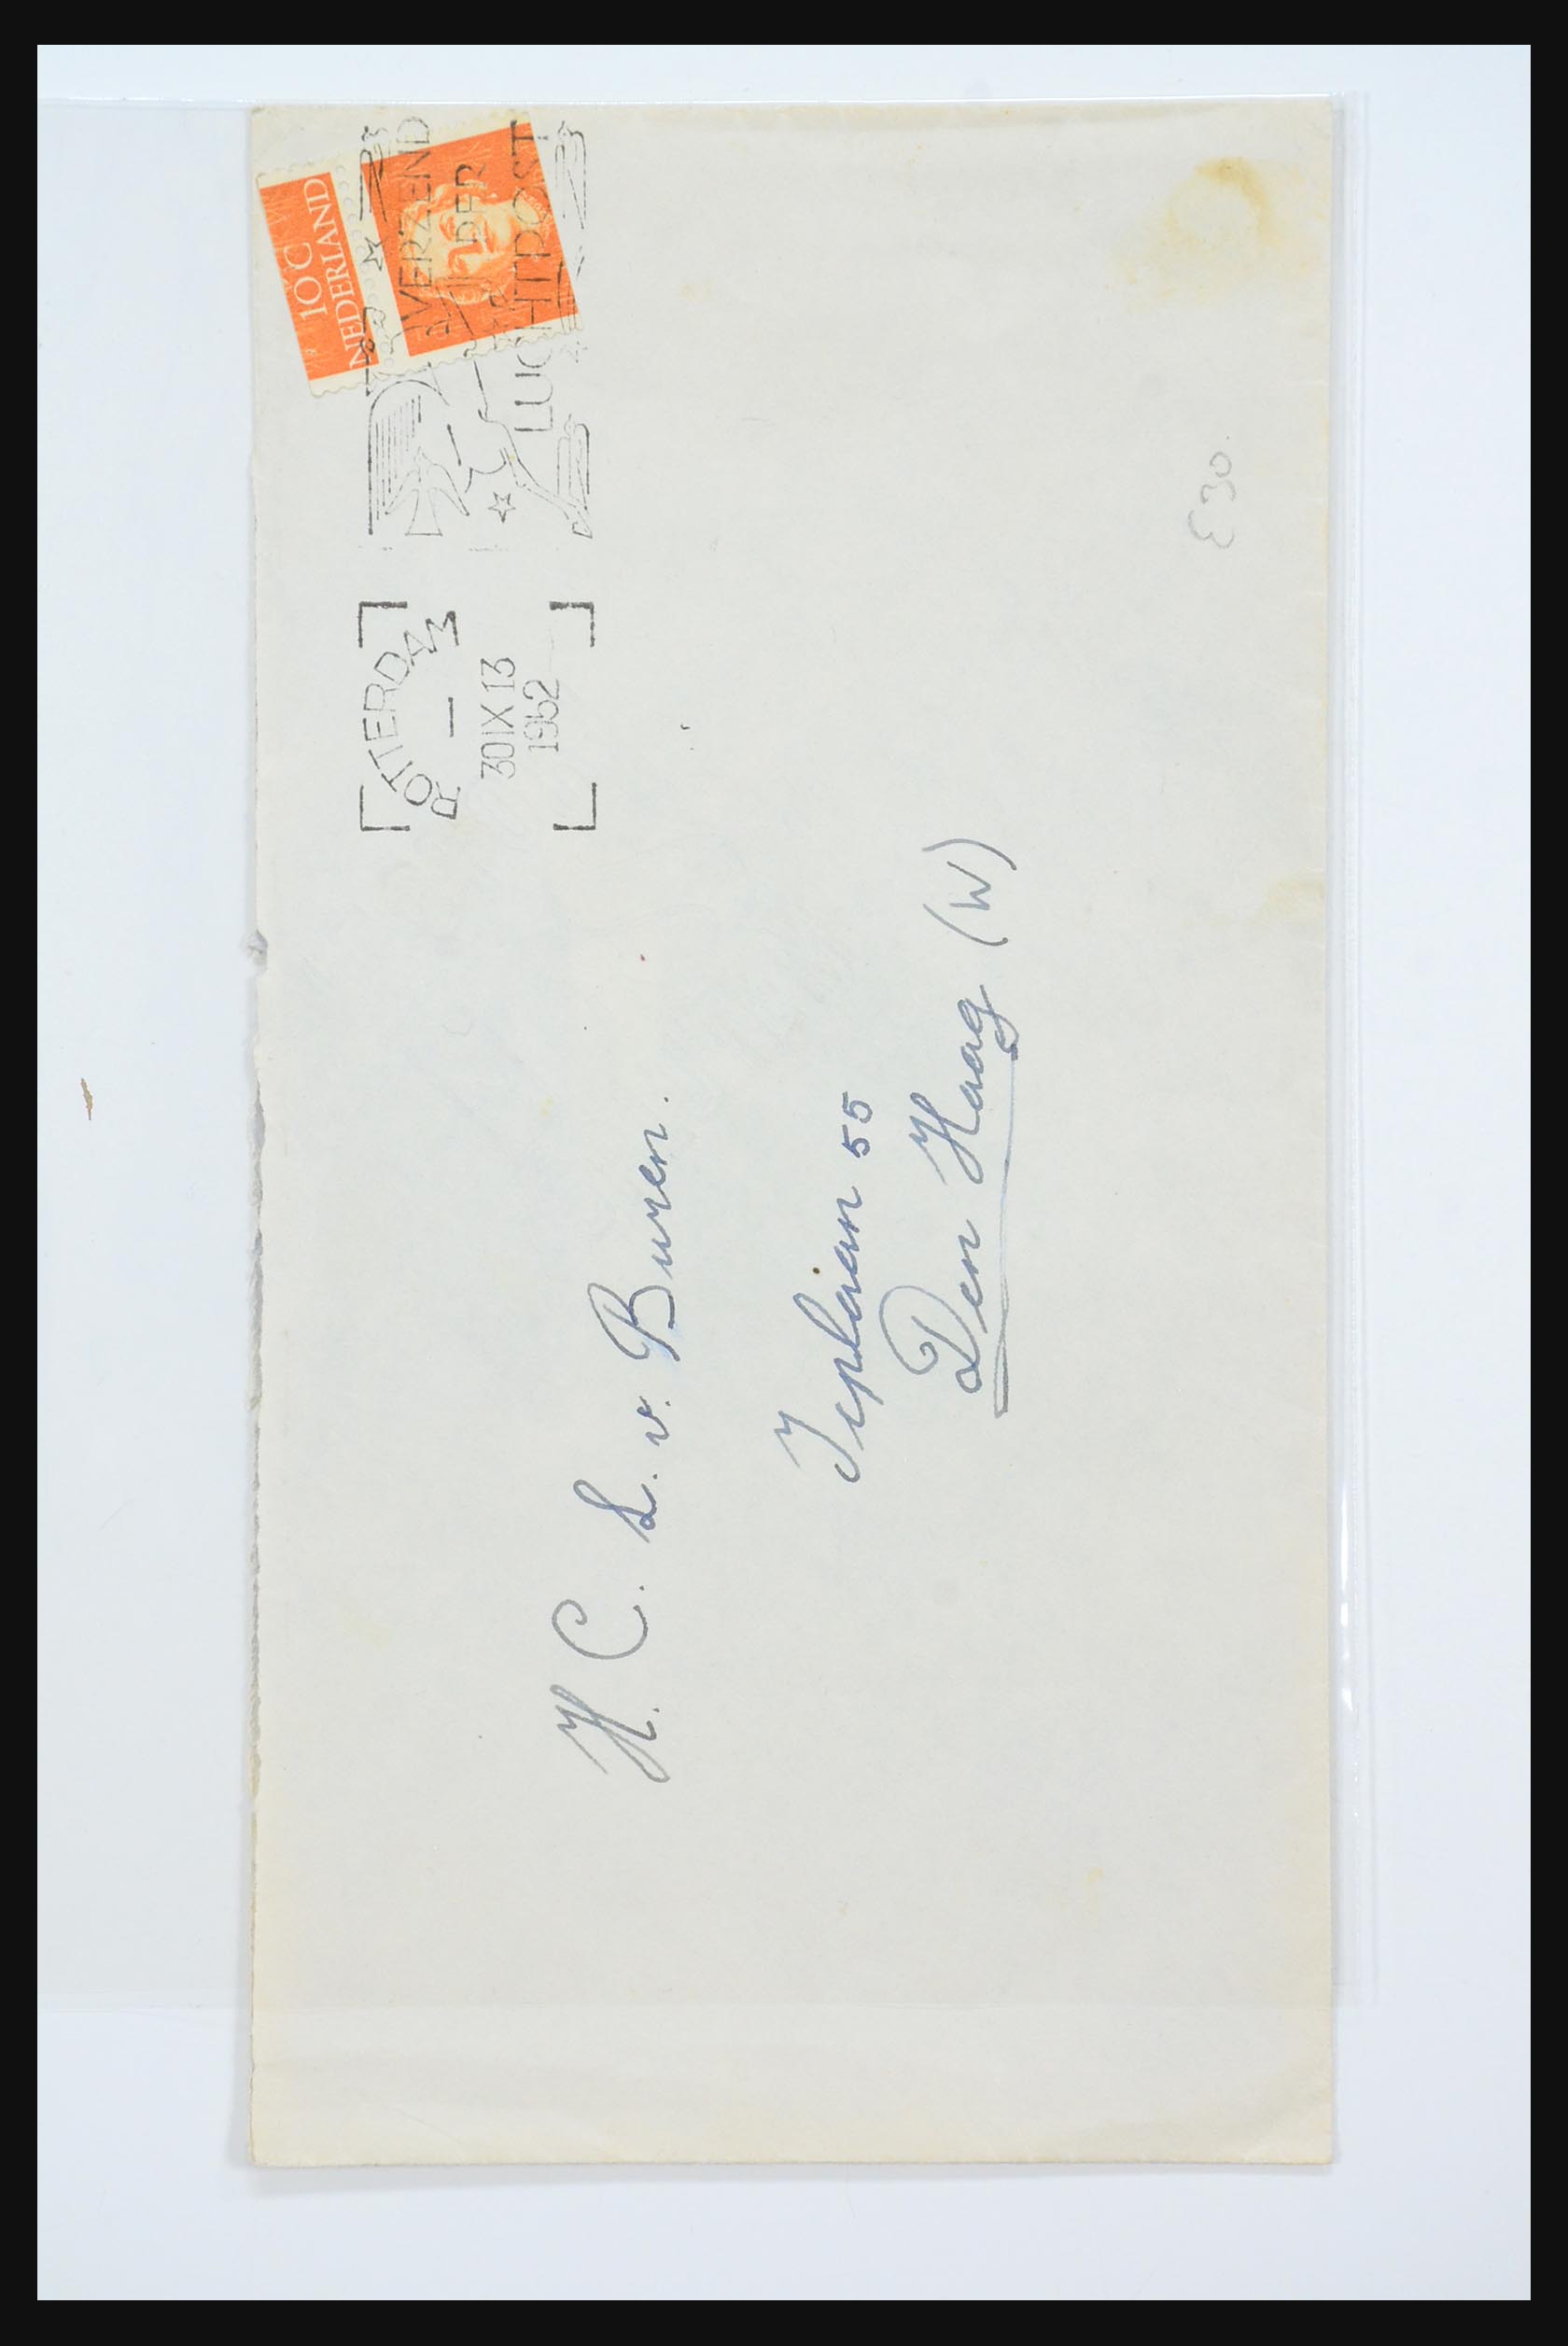 10 C
NEDERLAND
VERZEND
PER
LUCHTPOST
ROTTERDAM
30 IX 13
1952
H. C. L. v. Buren.
Ieplaan 55
Den Haag (W)
€30